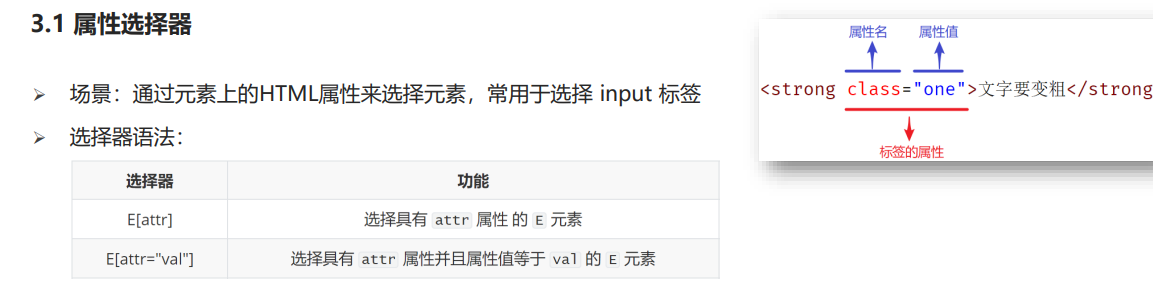 3.1 属性选择器
➢ 场景：通过元素上的HTML属性来选择元素，常用于选择 input 标签
➢ 选择器语法：
选择器 功能
E[attr] 选择具有 attr 属性 的 E 元素
E[attr="val"] 选择具有 attr 属性并且属性值等于 val 的 E 元素
属性名 属性值
<strong class="one">文字要变粗</strong>
标签的属性